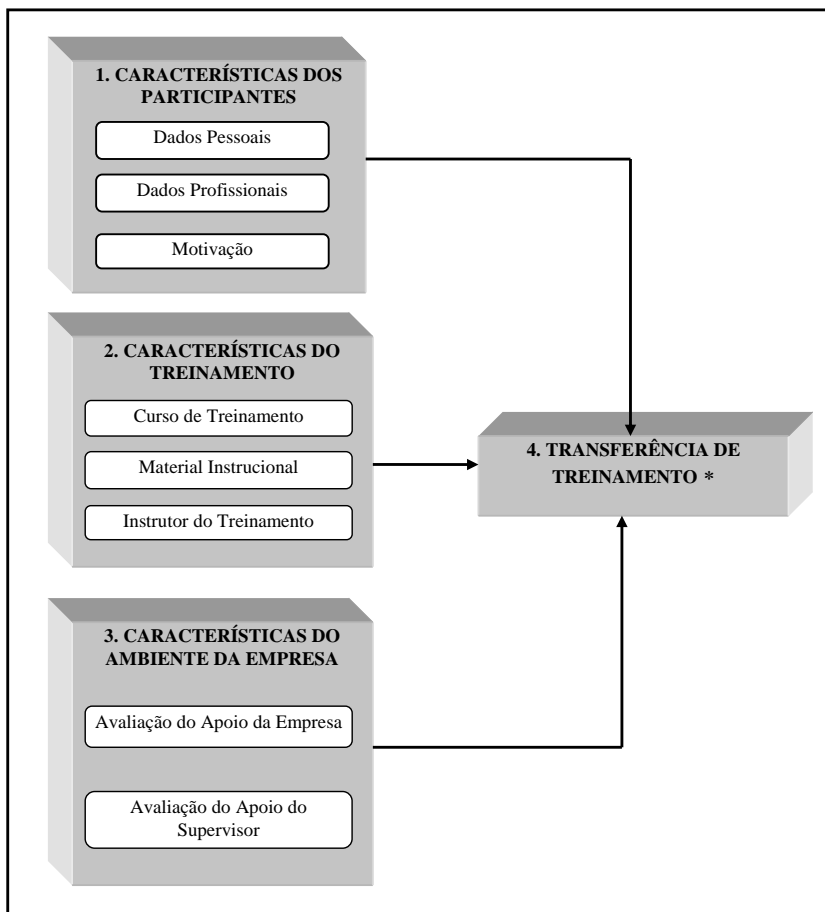 1. CARACTERÍSTICAS DOS
PARTICIPANTES
Dados Pessoais
Dados Profissionais
Motivação
2. CARACTERÍSTICAS DO
TREINAMENTO
Curso de Treinamento
Material Instrucional
Instrutor do Treinamento
3. CARACTERÍSTICAS DO
AMBIENTE DA EMPRESA
Avaliação do Apoio da Empresa
Avaliação do Apoio do
Supervisor
4. TRANSFERÊNCIA DE
TREINAMENTO *